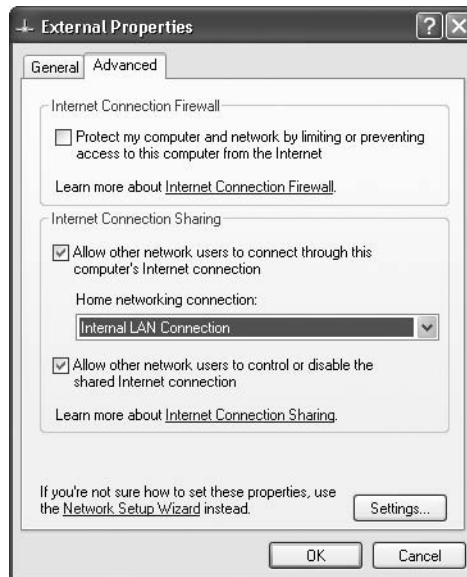 External Properties
General
Advanced
Internet Connection Firewall
Protect my computer and network by limiting or preventing
access to this computer from the Internet
Learn more about Internet Connection Firewall.
Internet Connection Sharing
Allow other network users to connect through this
computer's Internet connection
Home networking connection:
Internal LAN Connection
Allow other network users to control or disable the
shared Internet connection
Learn more about Internet Connection Sharing.
If you're not sure how to set these properties, use
the Network Setup Wizard instead.
Settings...
OK
Cancel